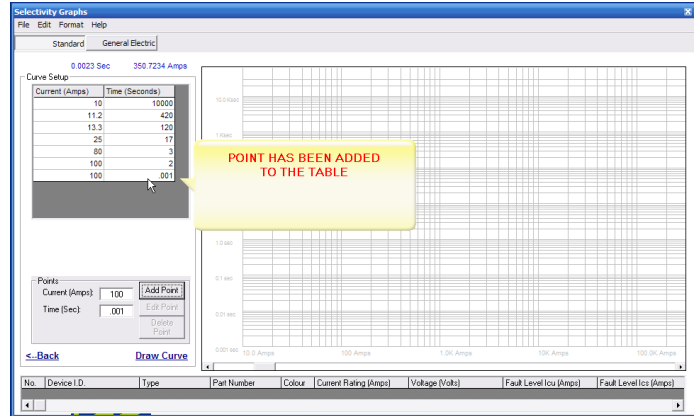 Selectivity Graphs
File Edit Format Help
Standard General Electric
0.0023 Sec 350.7234 Amps
Curve Setup
Current (Amps) Time (Seconds)
10 10000
11.2 420
13.3 120
25 17
80 3
100 2
100 .001
POINT HAS BEEN ADDED
TO THE TABLE
10.0 Ksec
1 Ksec
1.0 sec
0.1 sec
0.01 sec
0.001 sec
10.0 Amps 100 Amps 1.0K Amps 10K Amps 100.0K Amps
Points
Current (Amps): 100 Add Point
Time (Sec): .001 Edit Point
Delete
Point
<--Back Draw Curve
No. Device I.D. Type Part Number Colour Current Rating (Amps) Voltage (Volts) Fault Level Icu (Amps) Fault Level Ics (Amps)